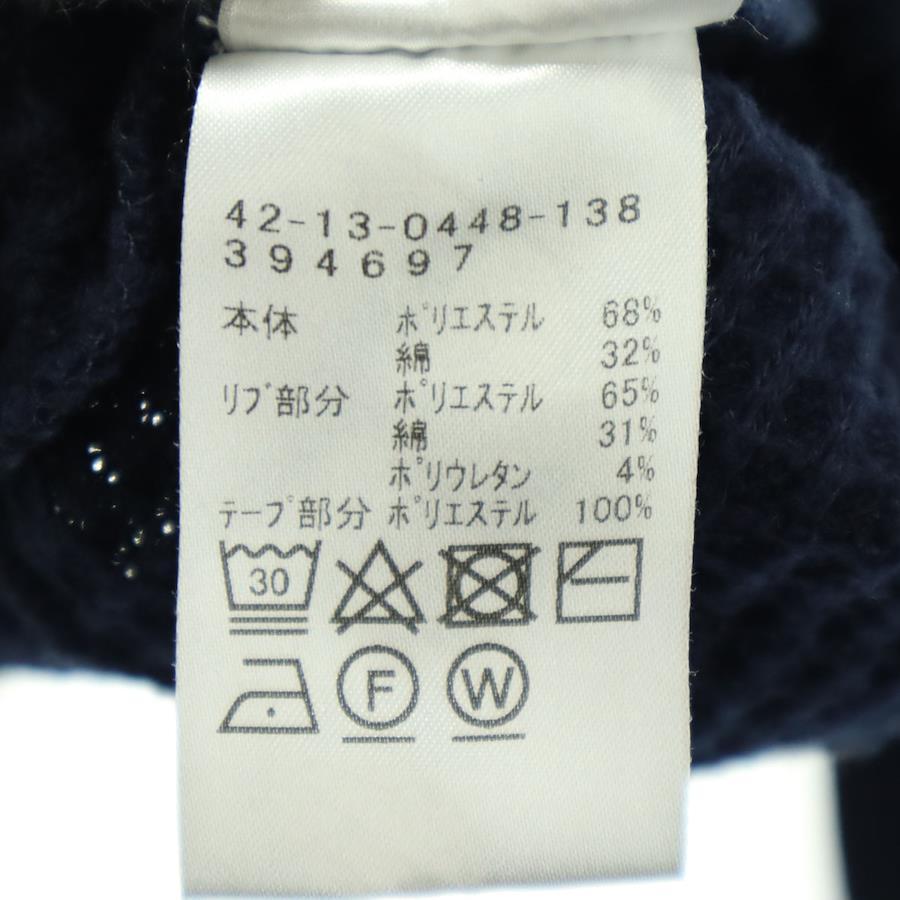 42-13-0448-138
394697
本体 ポリエステル 68%
綿 32%
リブ部分 ポリエステル 65%
綿 31%
ポリウレタン 4%
テープ部分 ポリエステル 100%
30
F W